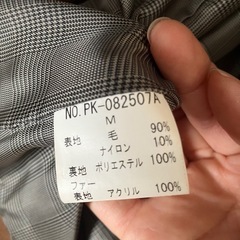 NO.PK-082507A
M
表地 毛 90%
ナイロン 10%
裏地 ポリエステル 100%
ファー
表地 アクリル 100%